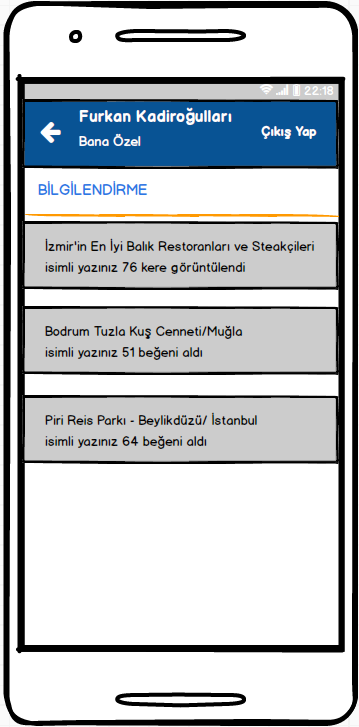 22:18
Furkan Kadiroğulları
Bana Özel
Çıkış Yap
BİLGİLENDİRME
İzmir'in En İyi Balık Restoranları ve Steakçileri
isimli yazınız 76 kere görüntülendi
Bodrum Tuzla Kuş Cenneti/Muğla
isimli yazınız 51 beğeni aldı
Piri Reis Parkı - Beylikdüzü/ İstanbul
isimli yazınız 64 beğeni aldı